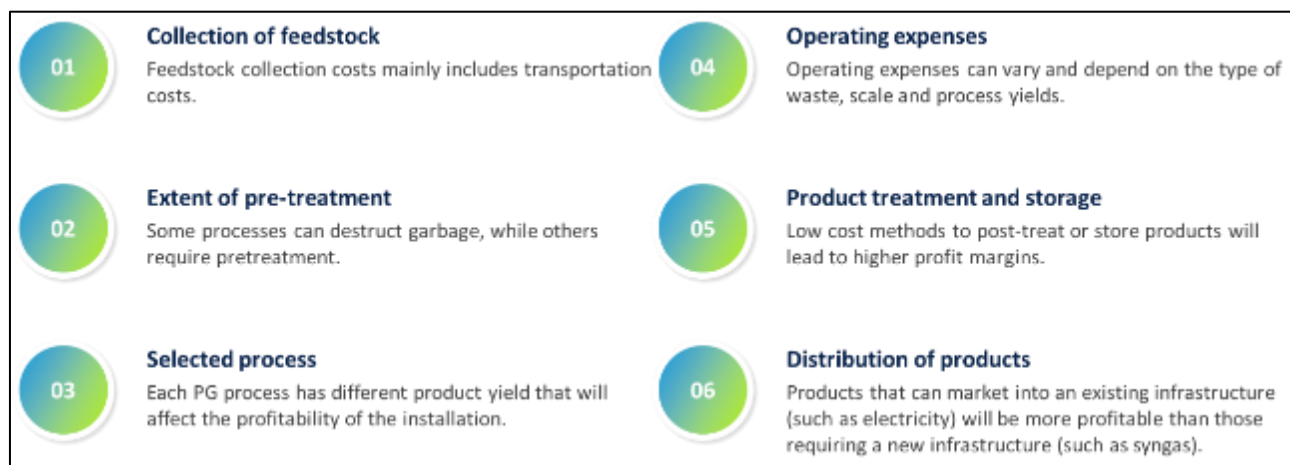 01
Collection of feedstock
Feedstock collection costs mainly includes transportation
costs.
02
Extent of pre-treatment
Some processes can destruct garbage, while others
require pretreatment.
03
Selected process
Each PG process has different product yield that will
affect the profitability of the installation.
04
Operating expenses
Operating expenses can vary and depend on the type of
waste, scale and process yields.
05
Product treatment and storage
Low cost methods to post-treat or store products will
lead to higher profit margins.
06
Distribution of products
Products that can market into an existing infrastructure
(such as electricity) will be more profitable than those
requiring a new infrastructure (such as syngas).